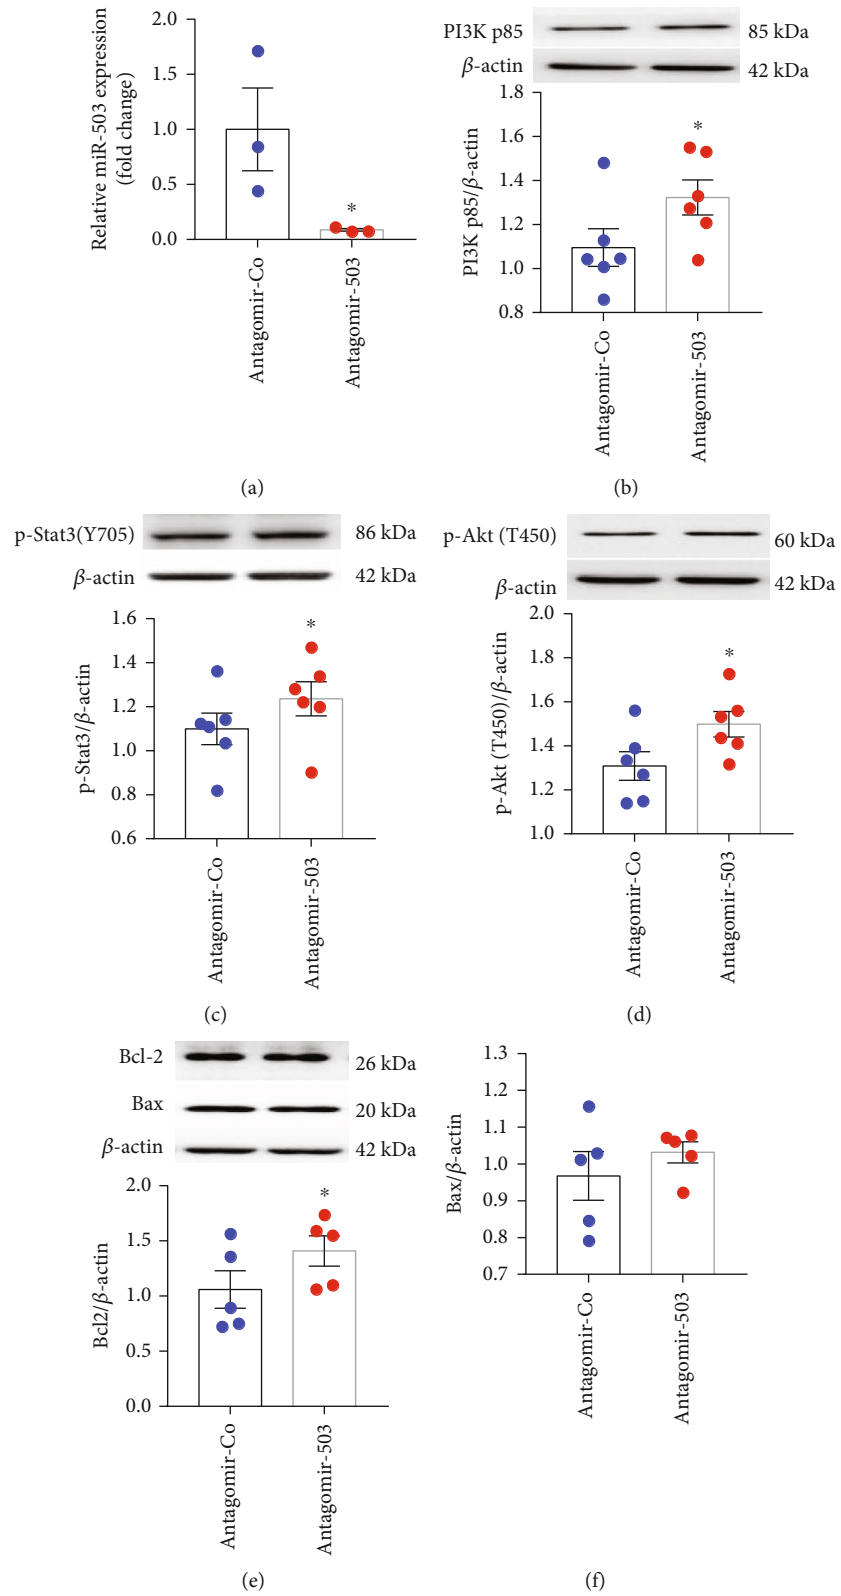 Relative miR-503 expression
(fold change)
2.0
1.5
1.0
0.5
0.0
*
Antagomir-Co
Antagomir-503
(a)
PI3K p85
85 kDa
β-actin
42 kDa
PI3K p85/β-actin
1.8
1.6
1.4
1.2
1.0
0.8
*
Antagomir-Co
Antagomir-503
(b)
p-Stat3(Y705)
86 kDa
β-actin
42 kDa
p-Stat3/β-actin
1.6
1.4
1.2
1.0
0.8
0.6
*
Antagomir-Co
Antagomir-503
(c)
p-Akt (T450)
60 kDa
β-actin
42 kDa
p-Akt (T450)/β-actin
2.0
1.8
1.6
1.4
1.2
1.0
*
Antagomir-Co
Antagomir-503
(d)
Bcl-2
26 kDa
Bax
20 kDa
β-actin
42 kDa
Bcl2/β-actin
2.0
1.5
1.0
0.5
0.0
*
Antagomir-Co
Antagomir-503
(e)
Bax/β-actin
1.3
1.2
1.1
1.0
0.9
0.8
0.7
Antagomir-Co
Antagomir-503
(f)